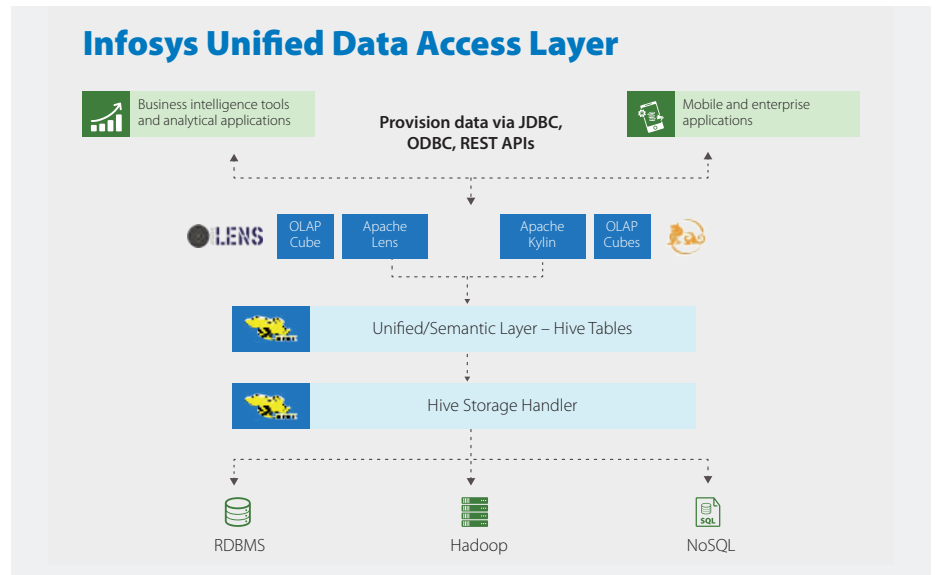 Infosys Unified Data Access Layer
Business intelligence tools
and analytical applications
Provision data via JDBC,
ODBC, REST APIs
Mobile and enterprise
applications
LENS
OLAP
Cube
Apache
Lens
Apache
Kylin
OLAP
Cubes
Unified/Semantic Layer – Hive Tables
Hive Storage Handler
SQL
RDBMS
Hadoop
NoSQL